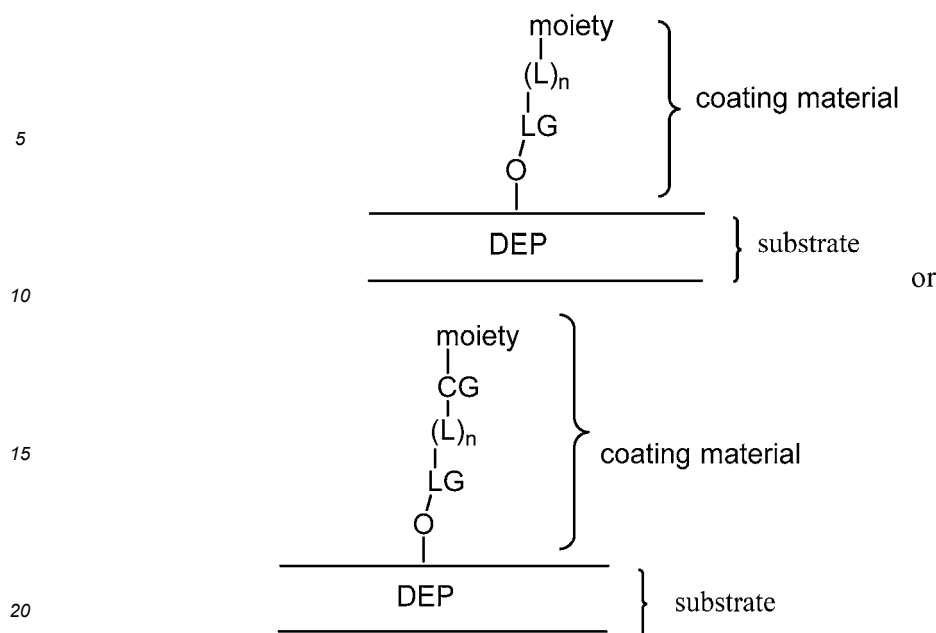 moiety
(L)n
coating material
5
LG
O
DEP
substrate
10
or
moiety
CG
(L)n
15
coating material
LG
O
DEP
substrate
20